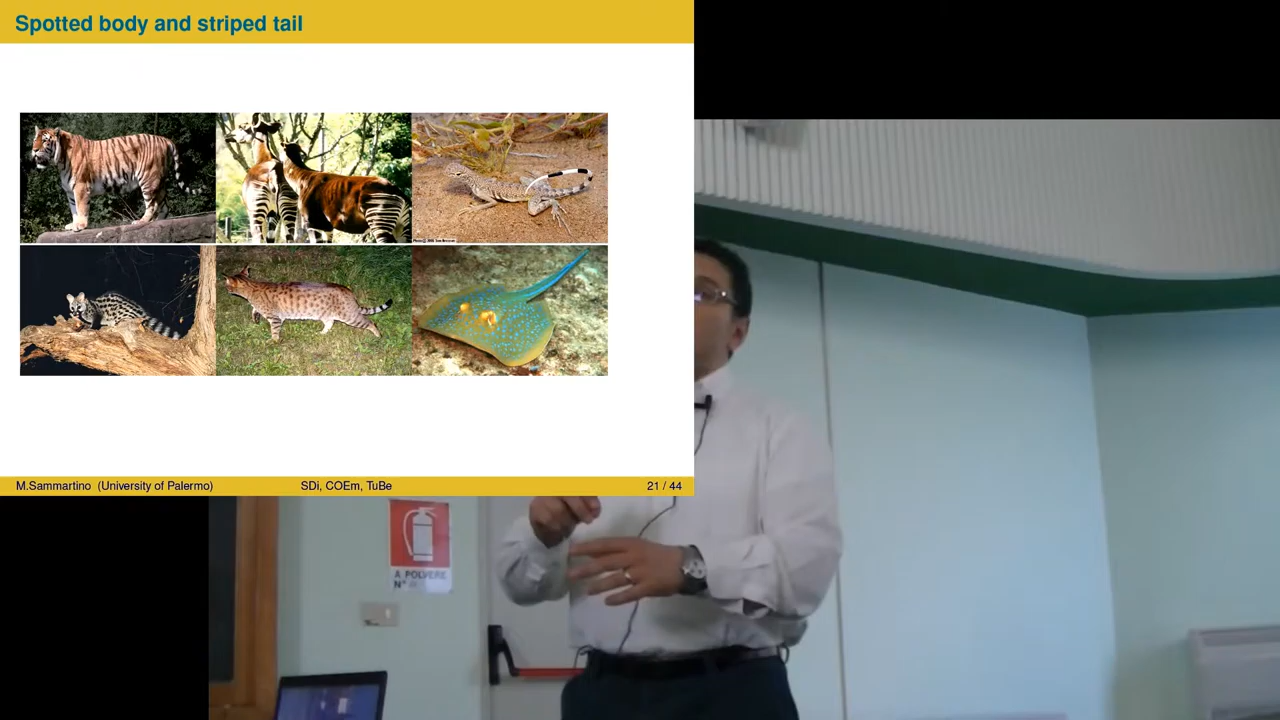 Spotted body and striped tail
M.Sammartino (University of Palermo)
SDi, COEm, TuBe
21 / 44
A POLVERE
N°